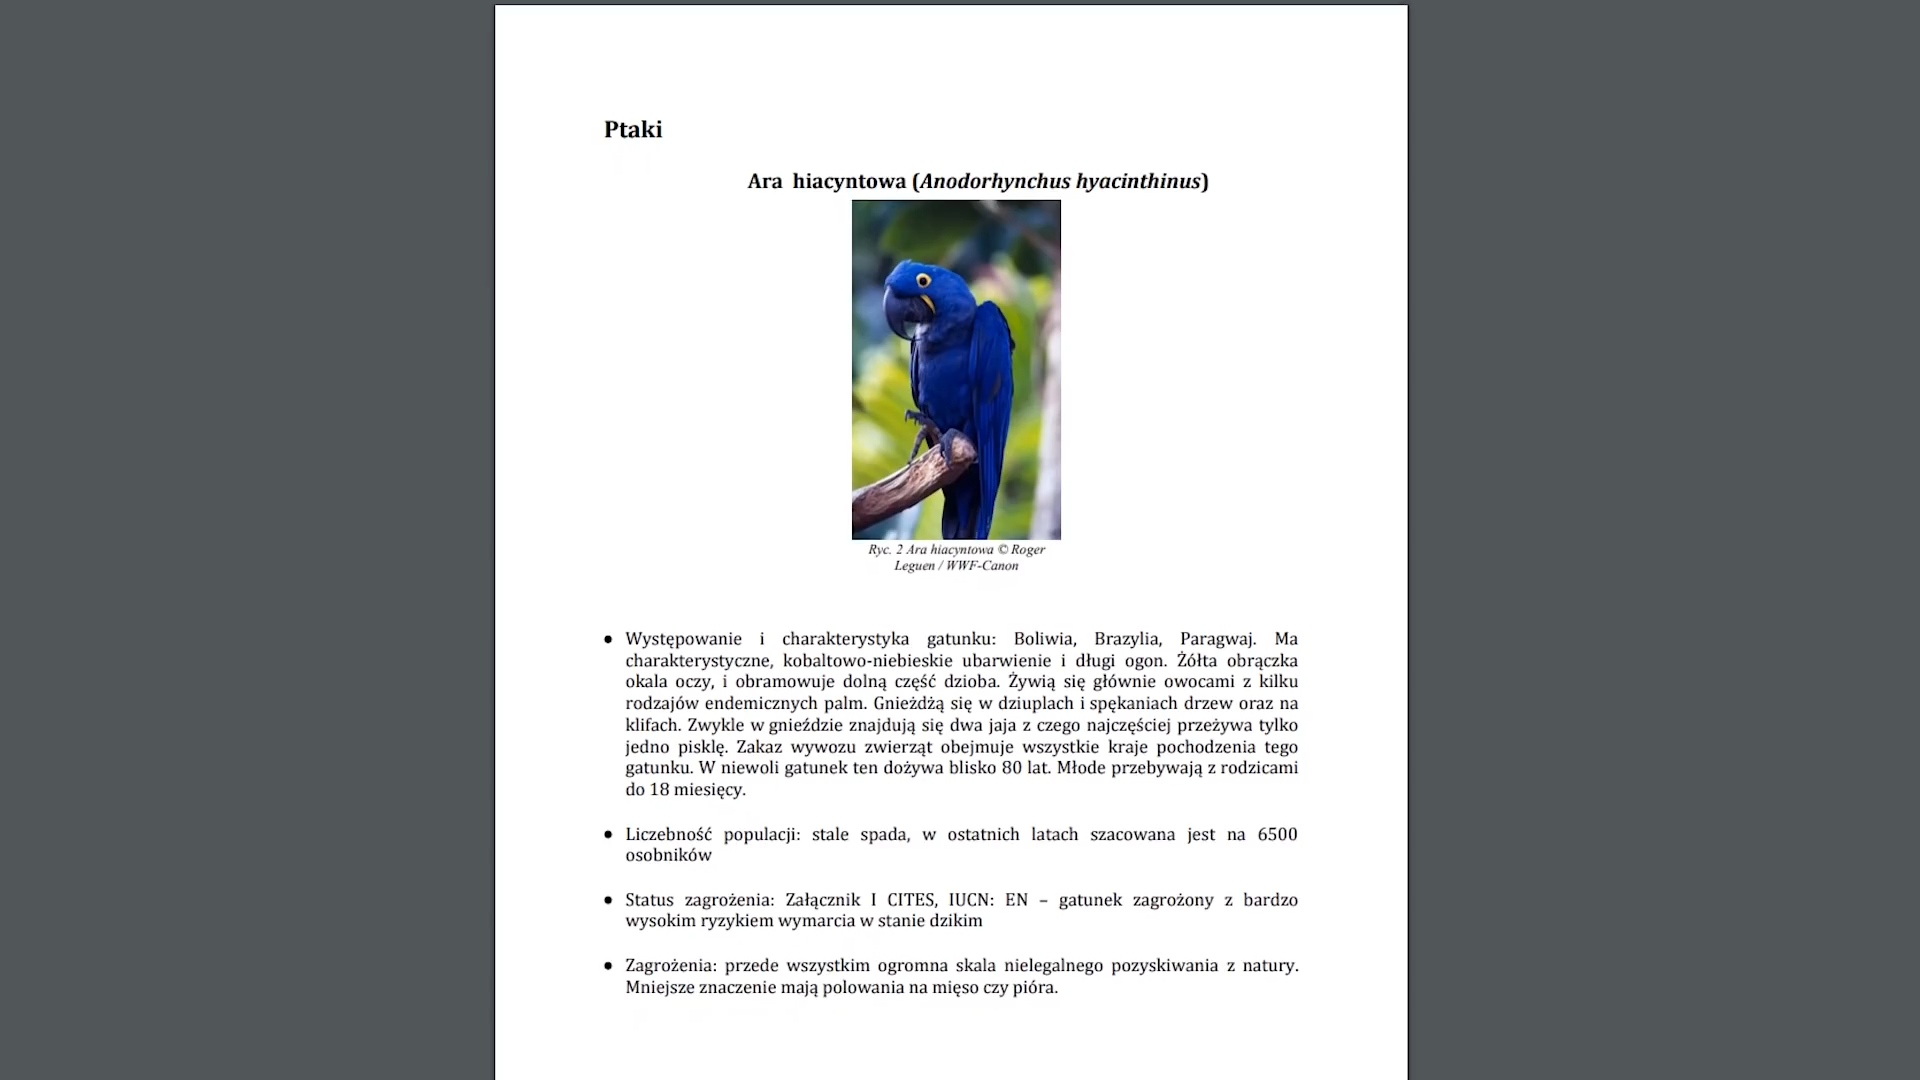 Ptaki
Ara hiacyntowa (Anodorhynchus hyacinthinus)
Ryc. 2 Ara hiacyntowa © Roger
Leguen / WWF-Canon
• Występowanie i charakterystyka gatunku: Boliwia, Brazylia, Paragwaj. Ma
charakterystyczne, kobaltowo-niebieskie ubarwienie i długi ogon. Żółta obrączka
okala oczy, i obramowuje dolną część dzioba. Żywią się głównie owocami z kilku
rodzajów endemicznych palm. Gnieżdżą się w dziuplach i spękaniach drzew oraz na
klifach. Zwykle w gnieździe znajdują się dwa jaja z czego najczęściej przeżywa tylko
jedno pisklę. Zakaz wywozu zwierząt obejmuje wszystkie kraje pochodzenia tego
gatunku. W niewoli gatunek ten dożywa blisko 80 lat. Młode przebywają z rodzicami
do 18 miesięcy.
• Liczebność populacji: stale spada, w ostatnich latach szacowana jest na 6500
osobników
• Status zagrożenia: Załącznik I CITES, IUCN: EN – gatunek zagrożony z bardzo
wysokim ryzykiem wymarcia w stanie dzikim
• Zagrożenia: przede wszystkim ogromna skala nielegalnego pozyskiwania z natury.
Mniejsze znaczenie mają polowania na mięso czy pióra.